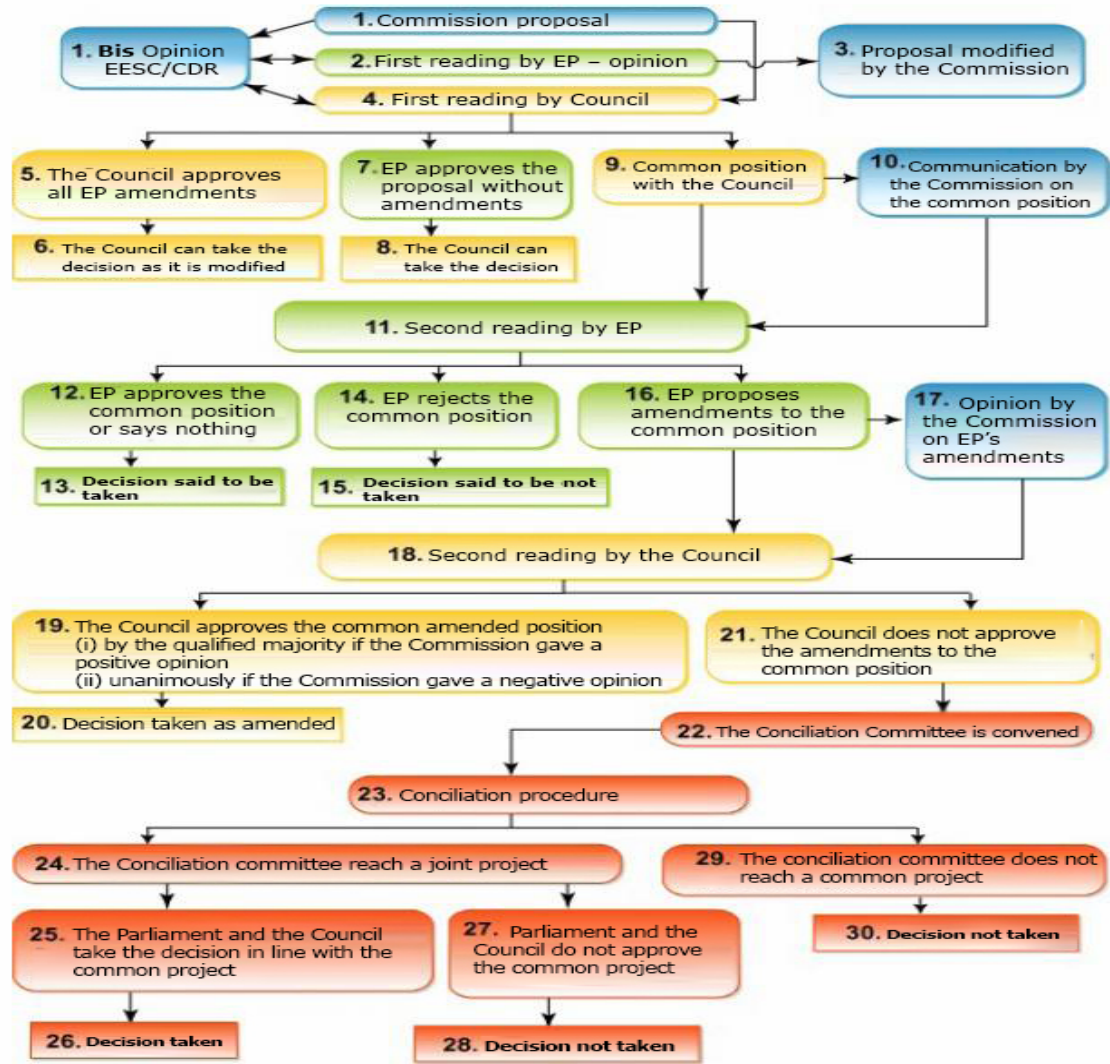 1. Commission proposal
1. Bis Opinion
EESC/CDR
2. First reading by EP – opinion
3. Proposal modified
by the Commission
4. First reading by Council
5. The Council approves
all EP amendments
6. The Council can take the
decision as it is modified
7. EP approves the
proposal without
amendments
8. The Council can
take the decision
9. Common position
with the Council
10. Communication by
the Commission on
the common position
11. Second reading by EP
12. EP approves the
common position
or says nothing
13. Decision said to be
taken
14. EP rejects the
common position
15. Decision said to be not
taken
16. EP proposes
amendments to the
common position
17. Opinion by
the Commission
on EP's
amendments
18. Second reading by the Council
19. The Council approves the common amended position
(i) by the qualified majority if the Commission gave a
positive opinion
(ii) unanimously if the Commission gave a negative opinion
20. Decision taken as amended
21. The Council does not approve
the amendments to the
common position
22. The Conciliation Committee is convened
23. Conciliation procedure
24. The Conciliation committee reach a joint project
25. The Parliament and the Council
take the decision in line with the
common project
26. Decision taken
27. Parliament and the
Council do not approve
the common project
28. Decision not taken
29. The conciliation committee does not
reach a common project
30. Decision not taken